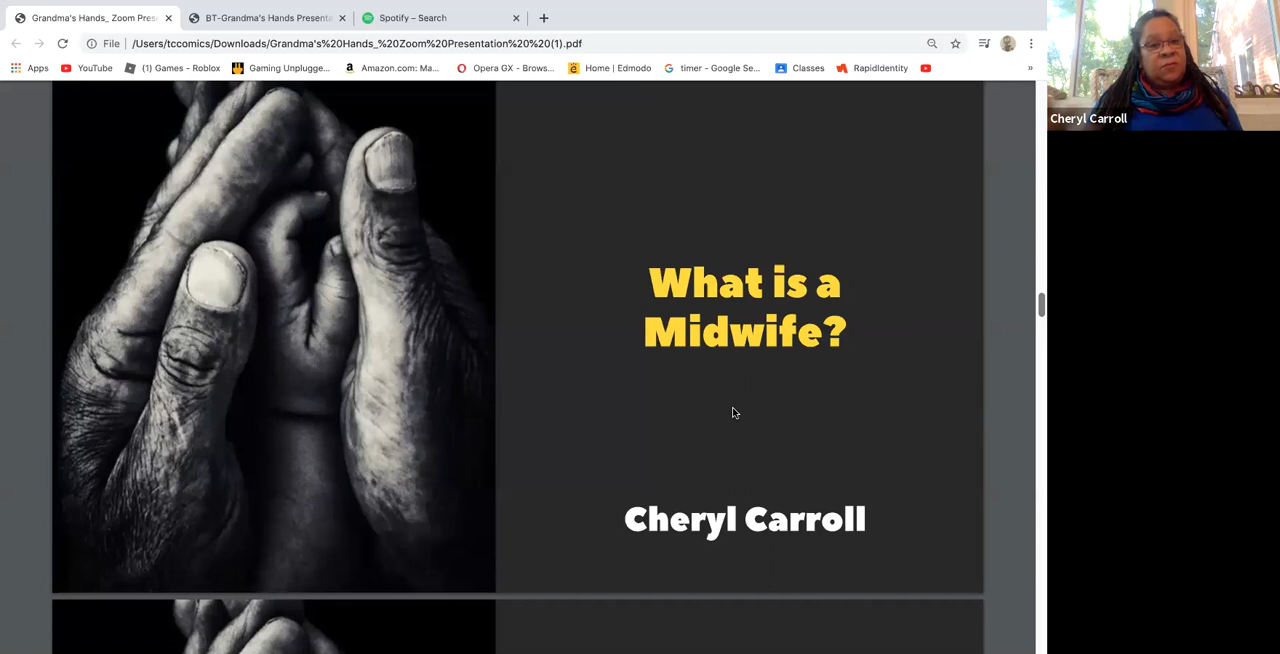 Grandma's Hands_ Zoom Pres
BT-Grandma's Hands Presenta
Spotify – Search
File
/Users/tccomics/Downloads/Grandma's%20Hands_%20Zoom%20Presentation%20%20(1).pdf
Apps
YouTube
(1) Games - Roblox
Gaming Unplugge...
Amazon.com: Ma...
Opera GX - Brows...
Home | Edmodo
timer - Google Se...
Classes
RapidIdentity
»
Cheryl Carroll
What is a
Midwife?
Cheryl Carroll